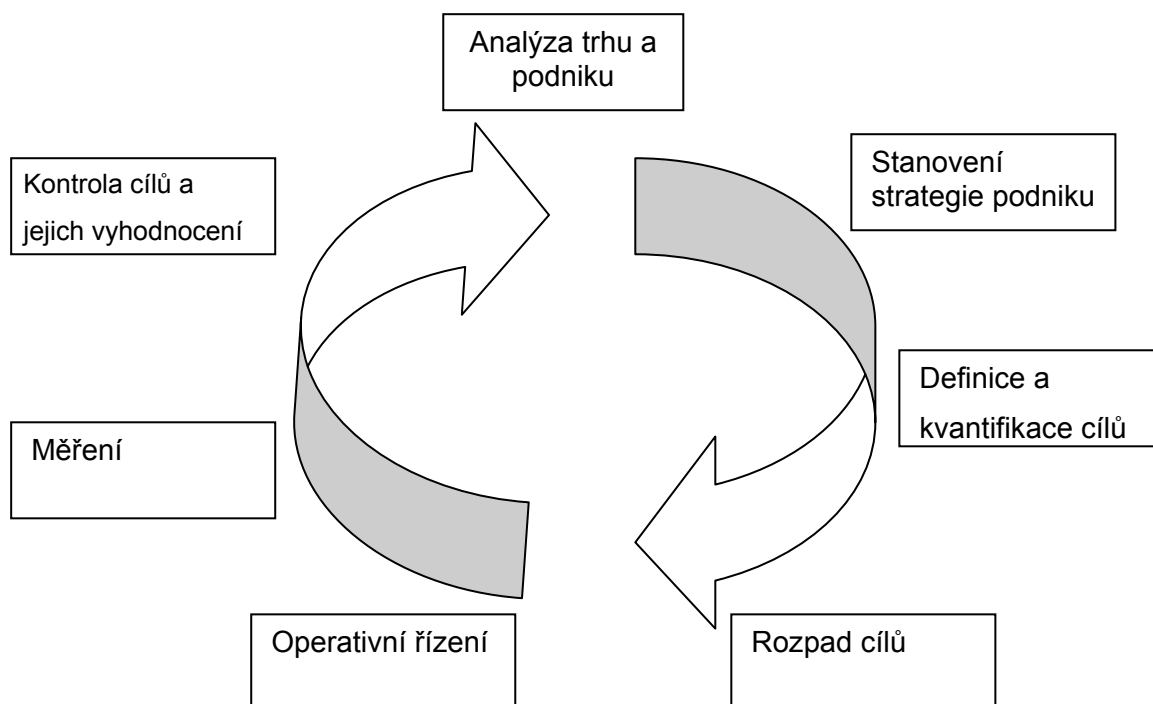 Analýza trhu a
podniku
Stanovení
strategie podniku
Kontrola cílů a
jejich vyhodnocení
Definice a
kvantifikace cílů
Měření
Operativní řízení
Rozpad cílů